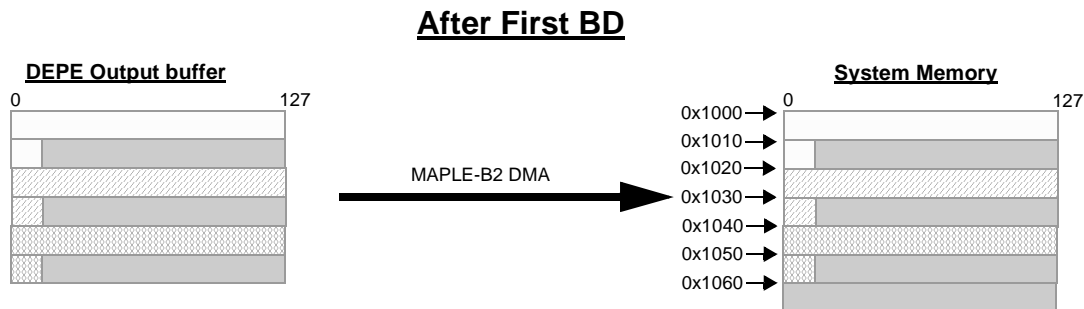 After First BD
DEPE Output buffer
0 127
MAPLE-B2 DMA
System Memory
0 127
0x1000
0x1010
0x1020
0x1030
0x1040
0x1050
0x1060